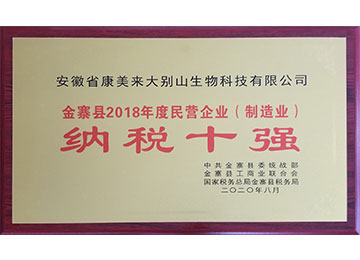 安徽省康美来大别山生物科技有限公司
金寨县2018年度民营企业（制造业）
纳税十强
中共金寨县委统战部
金寨县工商业联合会
国家税务总局金寨县税务局
二〇二〇年八月